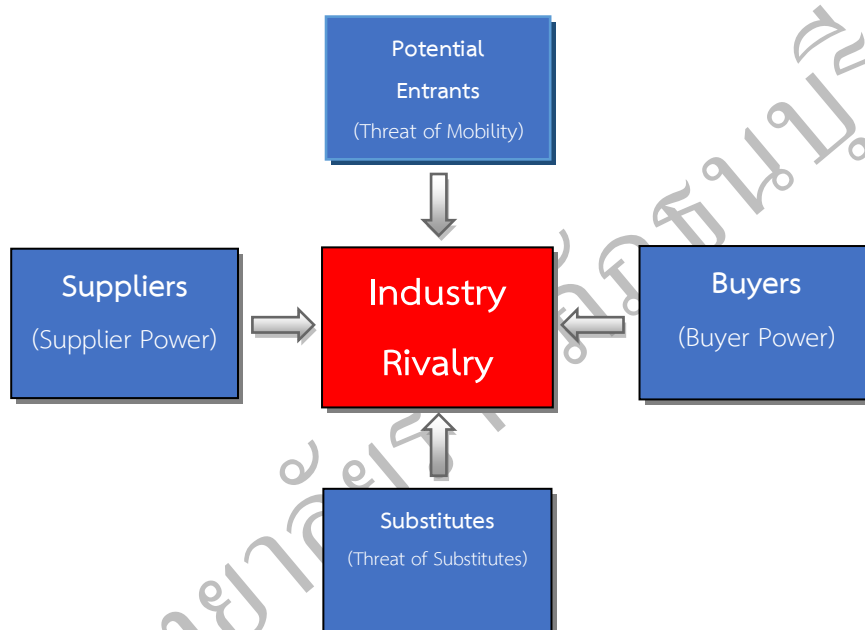 Potential
Entrants
(Threat of Mobility)
Suppliers
(Supplier Power)
Industry
Rivalry
Buyers
(Buyer Power)
Substitutes
(Threat of Substitutes)